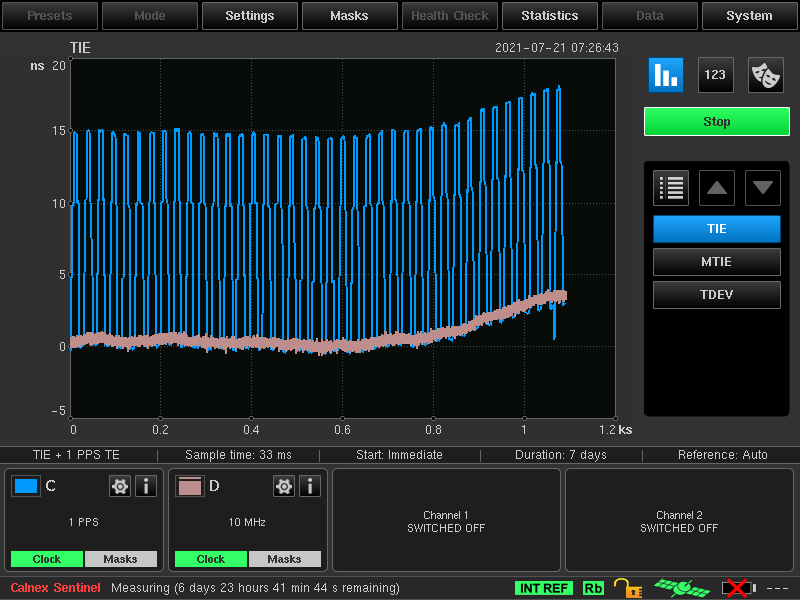 Presets Mode Settings Masks Health Check Statistics Data System
TIE 2021-07-21 07:26:43
ns 20
15
10
5
0
-5
0 0.2 0.4 0.6 0.8 1 1.2 ks
123
Stop
TIE
MTIE
TDEV
TIE + 1 PPS TE | Sample time: 33 ms | Start: Immediate | Duration: 7 days | Reference: Auto
C i D i
1 PPS 10 MHz
Channel 1
SWITCHED OFF
Channel 2
SWITCHED OFF
Clock Masks Clock Masks
Calnex Sentinel Measuring (6 days 23 hours 41 min 44 s remaining) INT REF Rb ---